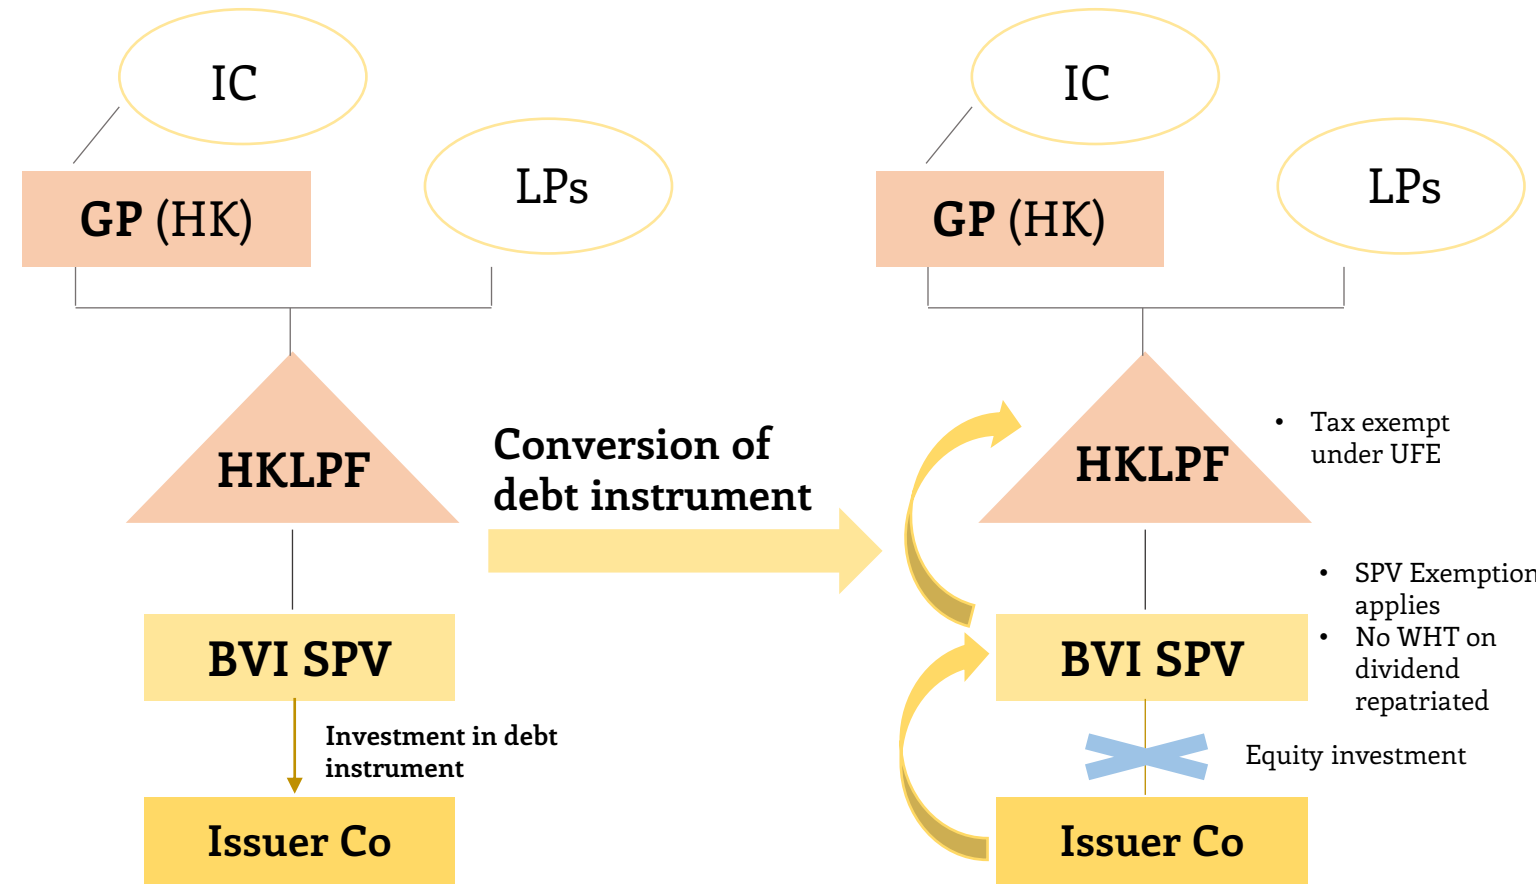 IC
LPs
GP (HK)
HKLPF
BVI SPV
Investment in debt
instrument
Issuer Co
Conversion of
debt instrument
IC
LPs
GP (HK)
HKLPF
• Tax exempt
under UFE
BVI SPV
• SPV Exemption
applies
• No WHT on
dividend
repatriated
Equity investment
Issuer Co